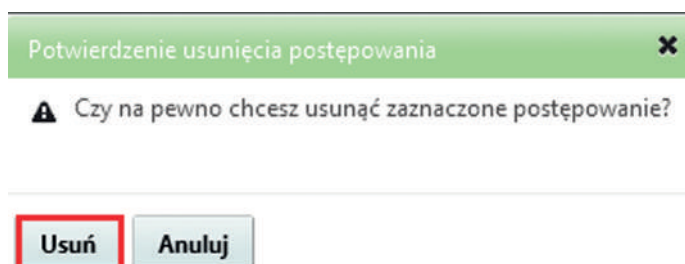 Potwierdzenie usunięcia postępowania
Czy na pewno chcesz usunąć zaznaczone postępowanie?
Usuń Anuluj